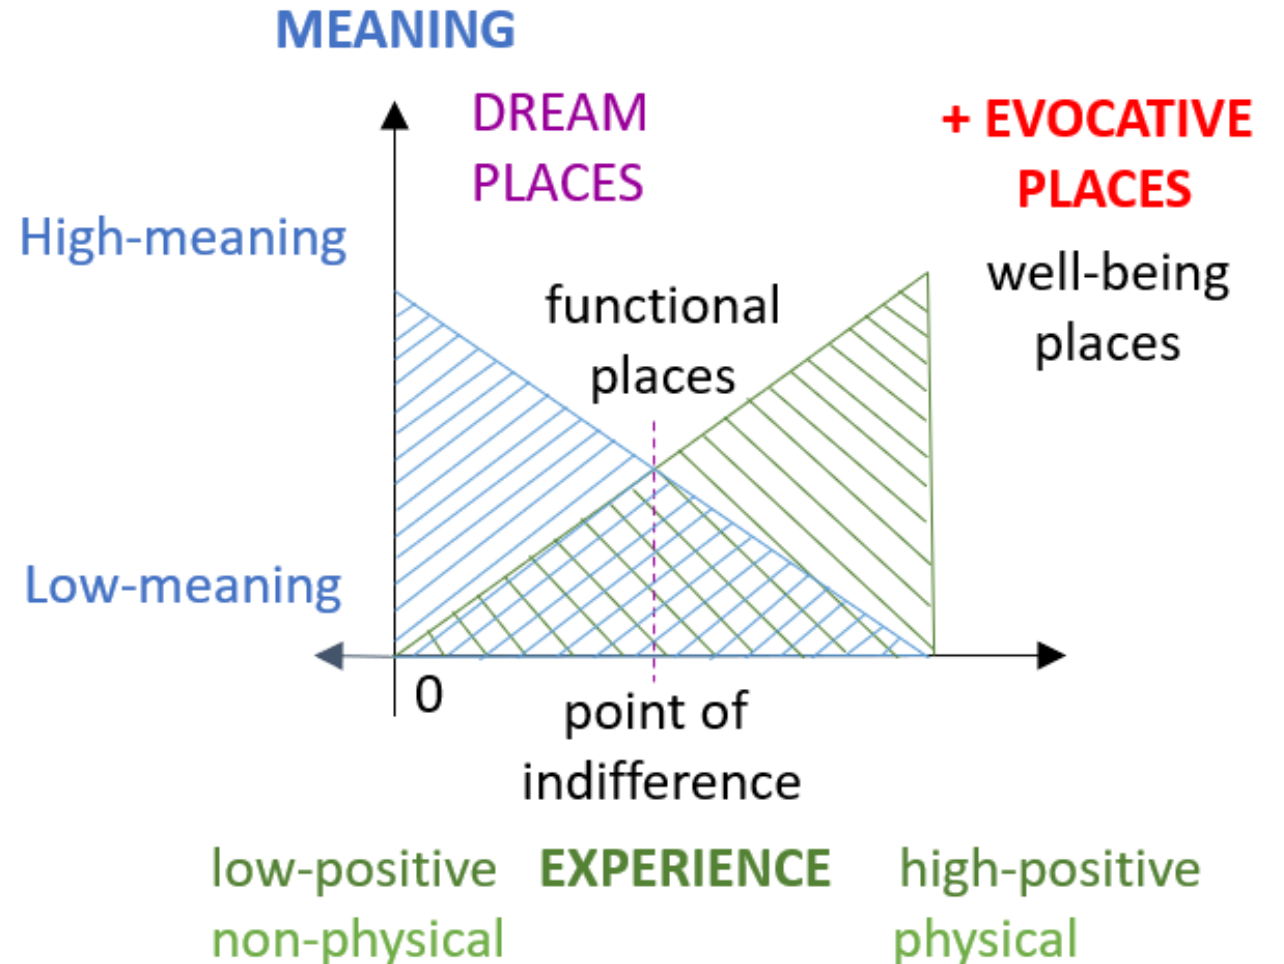 MEANING
DREAM
PLACES
+ EVOCATIVE
PLACES
High-meaning
well-being
places
functional
places
Low-meaning
0
point of
indifference
low-positive EXPERIENCE high-positive
non-physical physical